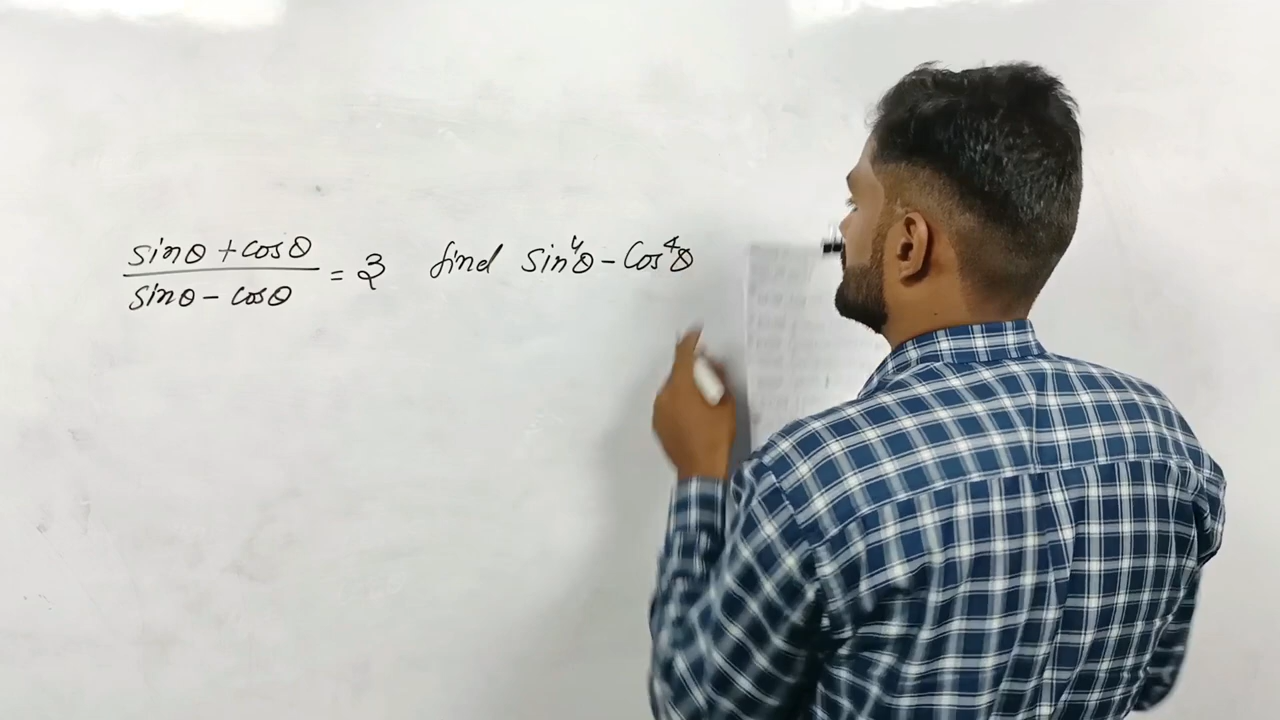 sinθ + cosθ / sinθ - cosθ = 3 find sin⁴θ - cos⁴θ